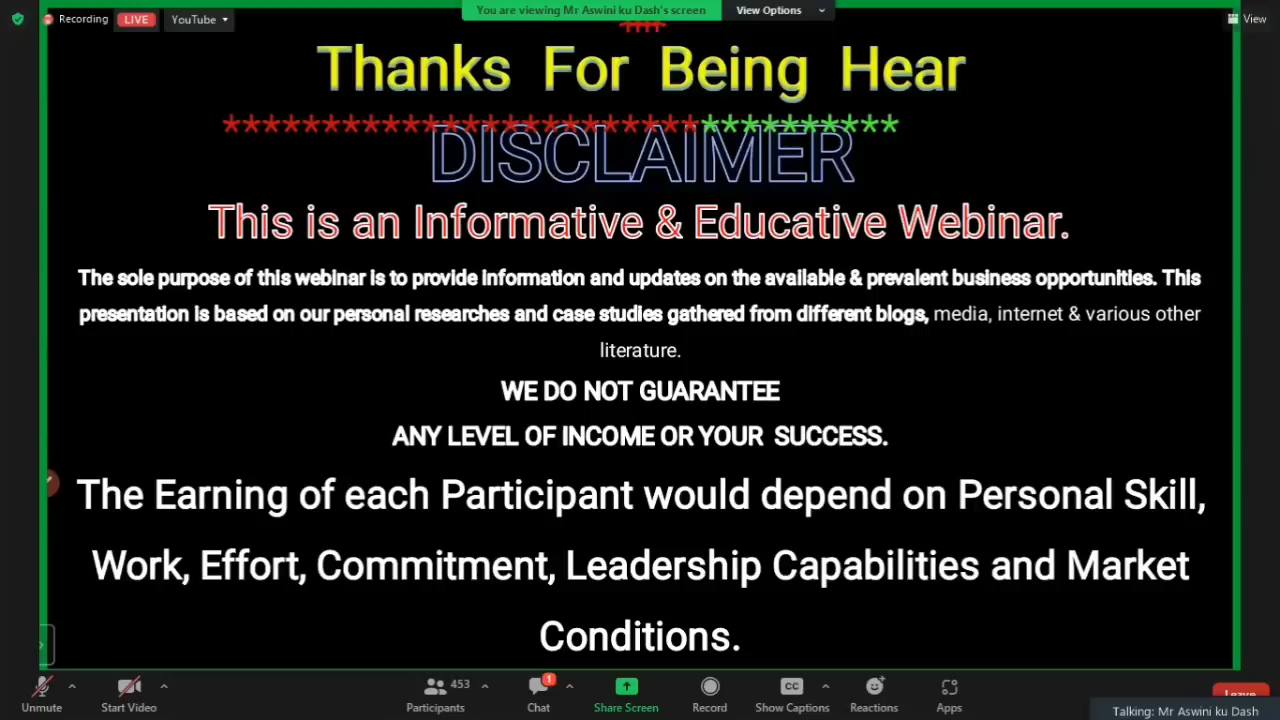 Recording LIVE YouTube You are viewing Mr Aswini ku Dash's screen View Options View
****
Thanks For Being Hear
**********************************
DISCLAIMER
This is an Informative & Educative Webinar.
The sole purpose of this webinar is to provide information and updates on the available & prevalent business opportunities. This
presentation is based on our personal researches and case studies gathered from different blogs, media, internet & various other
literature.
WE DO NOT GUARANTEE
ANY LEVEL OF INCOME OR YOUR SUCCESS.
The Earning of each Participant would depend on Personal Skill,
Work, Effort, Commitment, Leadership Capabilities and Market
Conditions.
453 1 CC
Unmute Start Video Participants Chat Share Screen Record Show Captions Reactions Apps Leave
Talking: Mr Aswini ku Dash